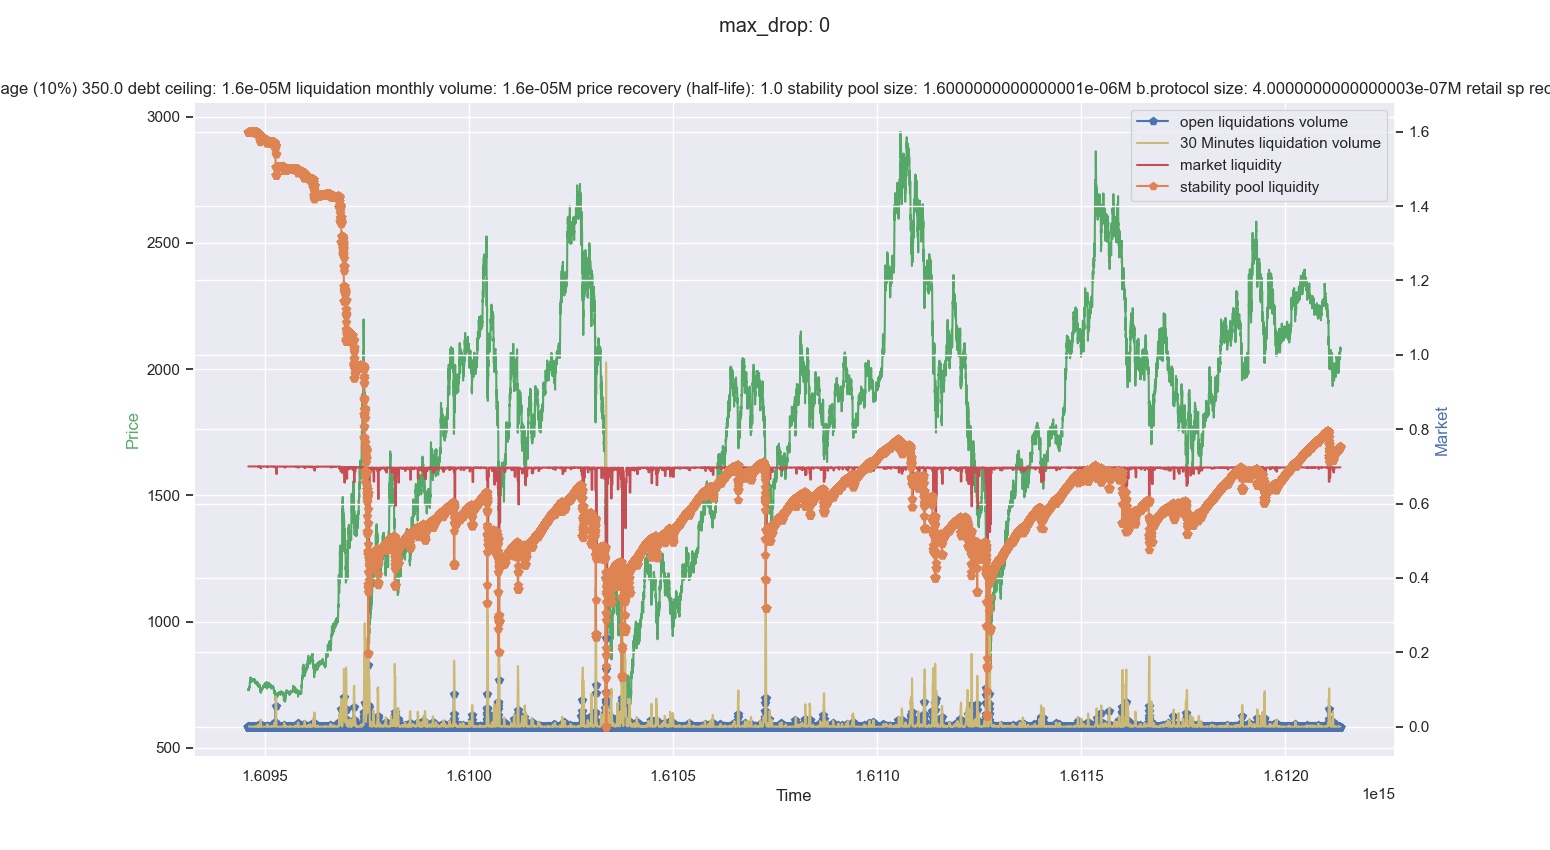 max_drop: 0
age (10%) 350.0 debt ceiling: 1.6e-05M liquidation monthly volume: 1.6e-05M price recovery (half-life): 1.0 stability pool size: 1.6000000000000001e-06M b.protocol size: 4.0000000000000003e-07M retail sp rec
open liquidations volume
30 Minutes liquidation volume
market liquidity
stability pool liquidity
3000
2500
2000
1500
1000
500
Price
1.6
1.4
1.2
1.0
0.8
0.6
0.4
0.2
0.0
Market
1.6095
1.6100
1.6105
1.6110
1.6115
1.6120
Time
1e15